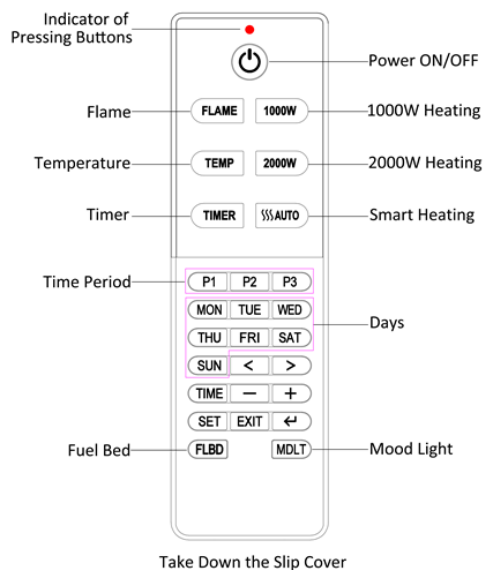 Indicator of
Pressing Buttons
Power ON/OFF
Flame FLAME 1000W 1000W Heating
Temperature TEMP 2000W 2000W Heating
Timer TIMER AUTO Smart Heating
Time Period P1 P2 P3
MON TUE WED
Days
THU FRI SAT
SUN < >
TIME — +
SET EXIT ↵
Fuel Bed FLBD MDLT Mood Light
Take Down the Slip Cover